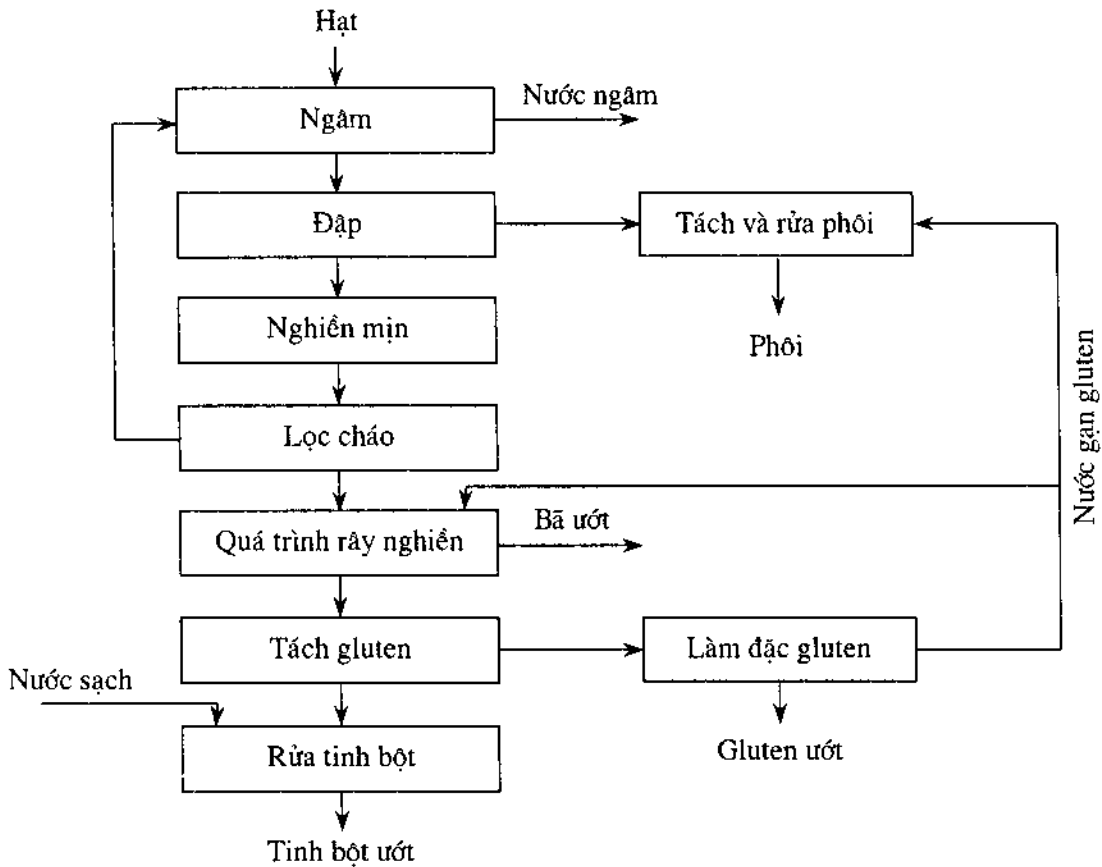 Hạt
Nước ngâm
Ngâm
Đập
Tách và rửa phôi
Nghiền mịn
Phôi
Lọc cháo
Nước gạn gluten
Quá trình rây nghiền
Bã ướt
Tách gluten
Làm đặc gluten
Nước sạch
Rửa tinh bột
Gluten ướt
Tinh bột ướt